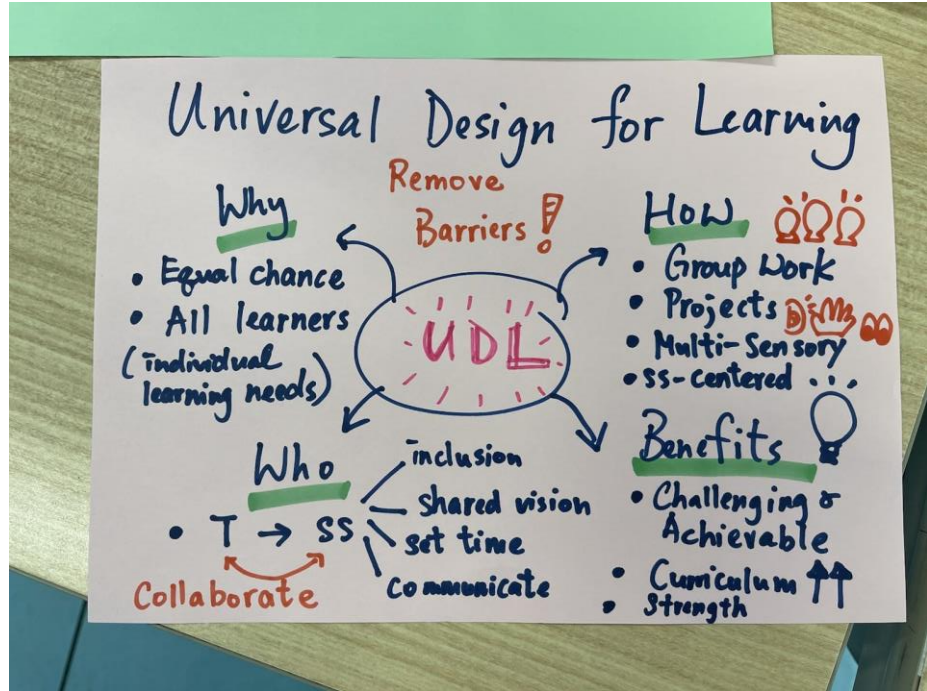 Universal Design for Learning
Remove
Barriers!
Why
• Equal chance
• All learners
(individual
learning needs)
UDL
How
• Group Work
• Projects
• Multi-Sensory
• ss-centered
Who
• T → SS
Collaborate
inclusion
shared vision
set time
communicate
Benefits
• Challenging &
Achievable
• Curriculum ↑↑
• Strength